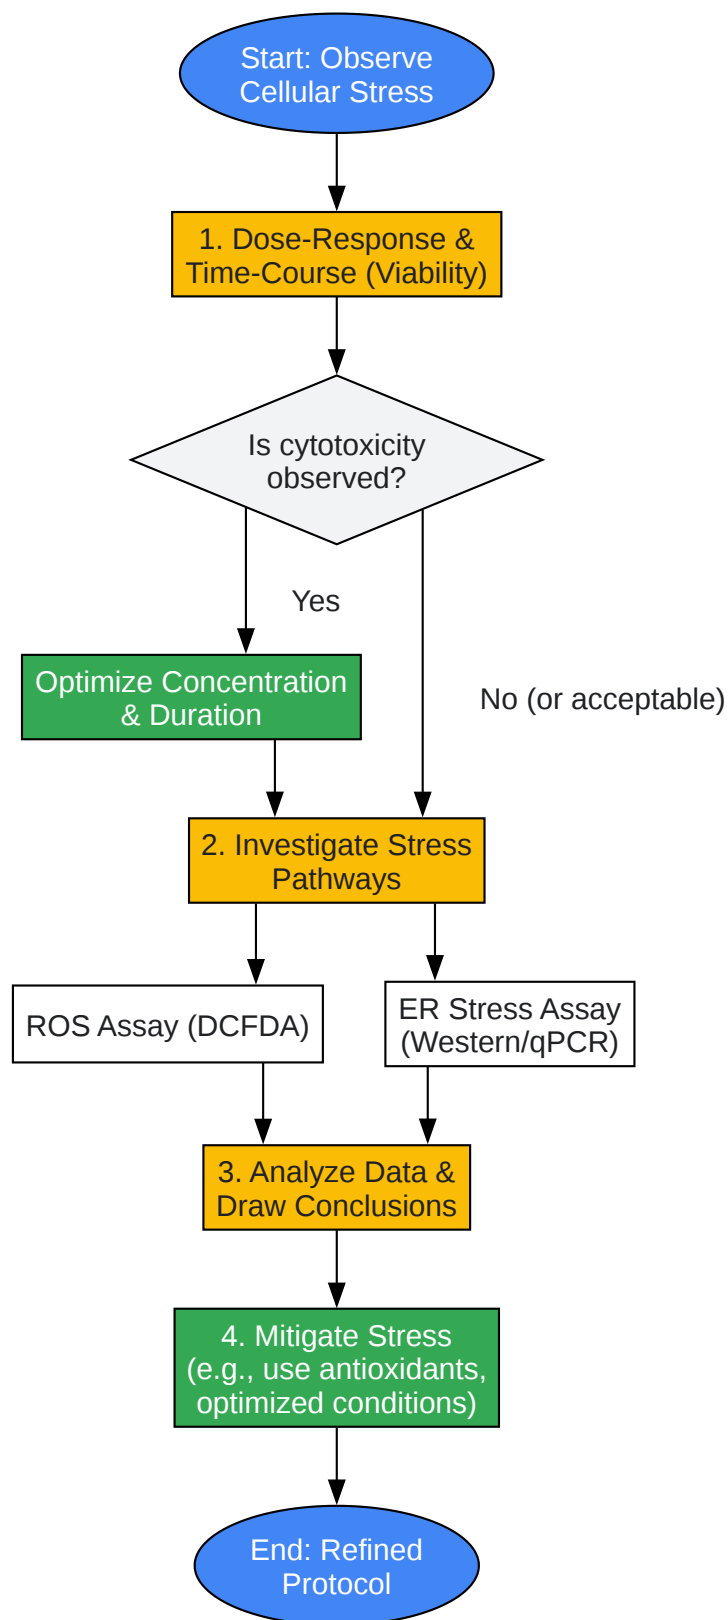 Start: Observe
Cellular Stress
1. Dose-Response &
Time-Course (Viability)
Is cytotoxicity
observed?
Yes
Optimize Concentration
& Duration
No (or acceptable)
2. Investigate Stress
Pathways
ROS Assay (DCFDA)
ER Stress Assay
(Western/qPCR)
3. Analyze Data &
Draw Conclusions
4. Mitigate Stress
(e.g., use antioxidants,
optimized conditions)
End: Refined
Protocol